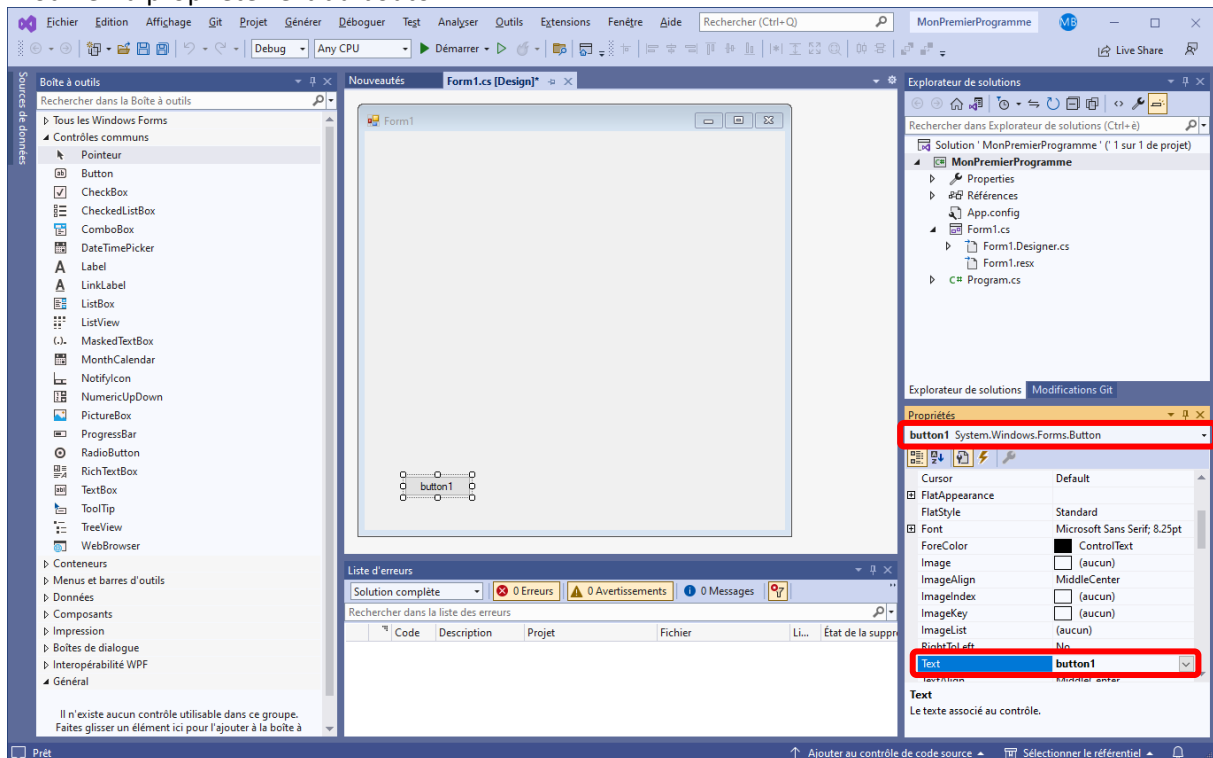 Fichier Edition Affichage Git Projet Générer Déboguer Test Analyser Outils Extensions Fenêtre Aide Rechercher (Ctrl+Q) MonPremierProgramme MB
Debug Any CPU Démarrer Live Share
Sources de données
Boîte à outils
Rechercher dans la Boîte à outils
Tous les Windows Forms
Contrôles communs
Pointeur
Button
CheckBox
CheckedListBox
ComboBox
DateTimePicker
Label
LinkLabel
ListBox
ListView
MaskedTextBox
MonthCalendar
NotifyIcon
NumericUpDown
PictureBox
ProgressBar
RadioButton
RichTextBox
TextBox
ToolTip
TreeView
WebBrowser
Conteneurs
Menus et barres d'outils
Données
Composants
Impression
Boîtes de dialogue
Interopérabilité WPF
Général
Il n'existe aucun contrôle utilisable dans ce groupe.
Faites glisser un élément ici pour l'ajouter à la boîte à
Nouveautés Form1.cs [Design]*
Form1
button1
Liste d'erreurs
Solution complète 0 Erreurs 0 Avertissements 0 Messages
Rechercher dans la liste des erreurs
Code Description Projet Fichier Li... État de la suppre
Explorateur de solutions
Rechercher dans Explorateur de solutions (Ctrl+è)
Solution ' MonPremierProgramme ' (' 1 sur 1 de projet)
MonPremierProgramme
Properties
Références
App.config
Form1.cs
Form1.Designer.cs
Form1.resx
C# Program.cs
Explorateur de solutions Modifications Git
Propriétés
button1 System.Windows.Forms.Button
Cursor Default
FlatAppearance
FlatStyle Standard
Font Microsoft Sans Serif; 8.25pt
ForeColor ControlText
Image (aucun)
ImageAlign MiddleCenter
ImageIndex (aucun)
ImageKey (aucun)
ImageList (aucun)
RightToLeft No
Text button1
TextAlign MiddleCenter
Text
Le texte associé au contrôle.
Prêt Ajouter au contrôle de code source Sélectionner le référentiel